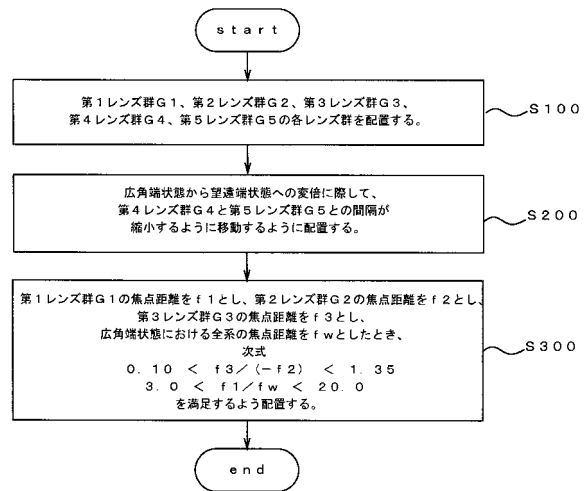 ｓｔａｒｔ
第１レンズ群Ｇ１、第２レンズ群Ｇ２、第３レンズ群Ｇ３、
第４レンズ群Ｇ４、第５レンズ群Ｇ５の各レンズ群を配置する。
Ｓ１００
広角端状態から望遠端状態への変倍に際して、
第４レンズ群Ｇ４と第５レンズ群Ｇ５との間隔が
縮小するように移動するように配置する。
Ｓ２００
第１レンズ群Ｇ１の焦点距離をｆ１とし、第２レンズ群Ｇ２の焦点距離をｆ２とし、
第３レンズ群Ｇ３の焦点距離をｆ３とし、
広角端状態における全系の焦点距離をｆｗとしたとき、
次式
０．１０ ＜ ｆ３／（－ｆ２） ＜ １．３５
３．０ ＜ ｆ１／ｆｗ ＜ ２０．０
を満足するよう配置する。
Ｓ３００
ｅｎｄ